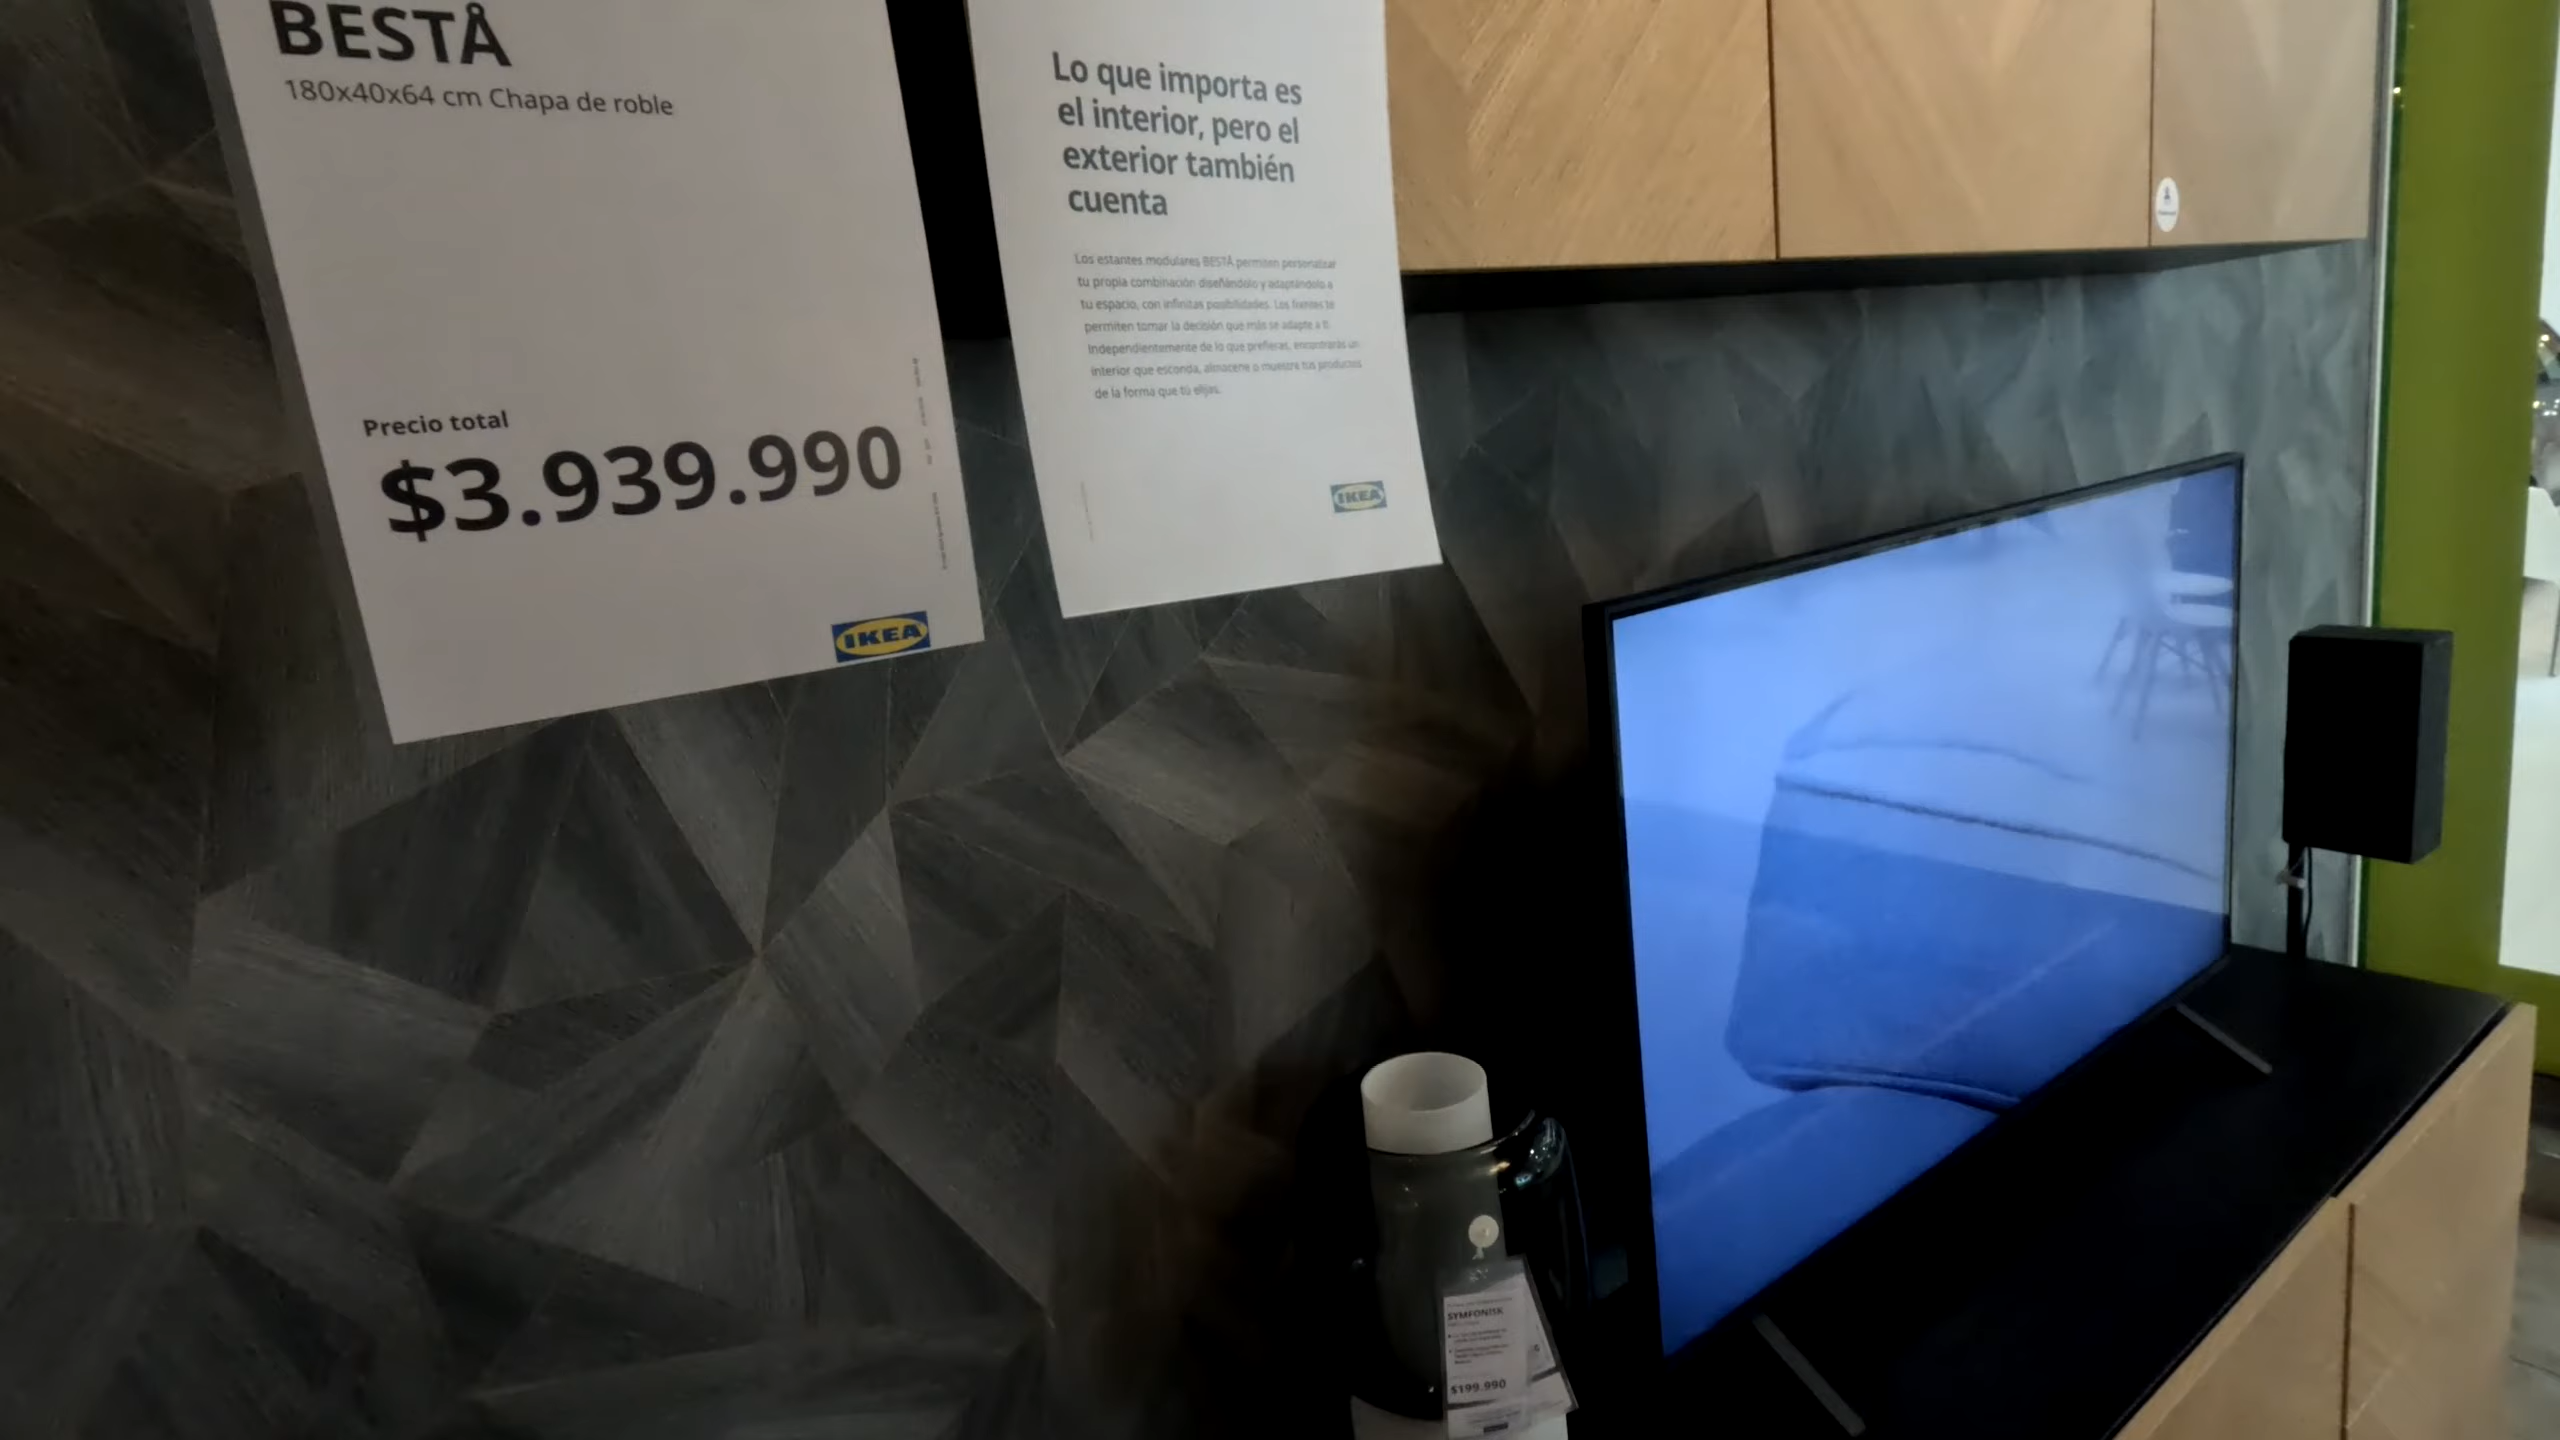 BESTÅ
180x40x64 cm Chapa de roble
Precio total
$3.939.990
IKEA
Lo que importa es
el interior, pero el
exterior también
cuenta
Los estantes modulares BESTÅ permiten personalizar
tu propia combinación diseñándolo y adaptándolo a
tu espacio, con infinitas posibilidades. Los frentes te
permiten tomar la decisión que más se adapte a ti.
Independientemente de lo que prefieras, encontrarás un
interior que esconda, almacene o muestre tus productos
de la forma que tú elijas.
IKEA
SYMFONISK
$199.990